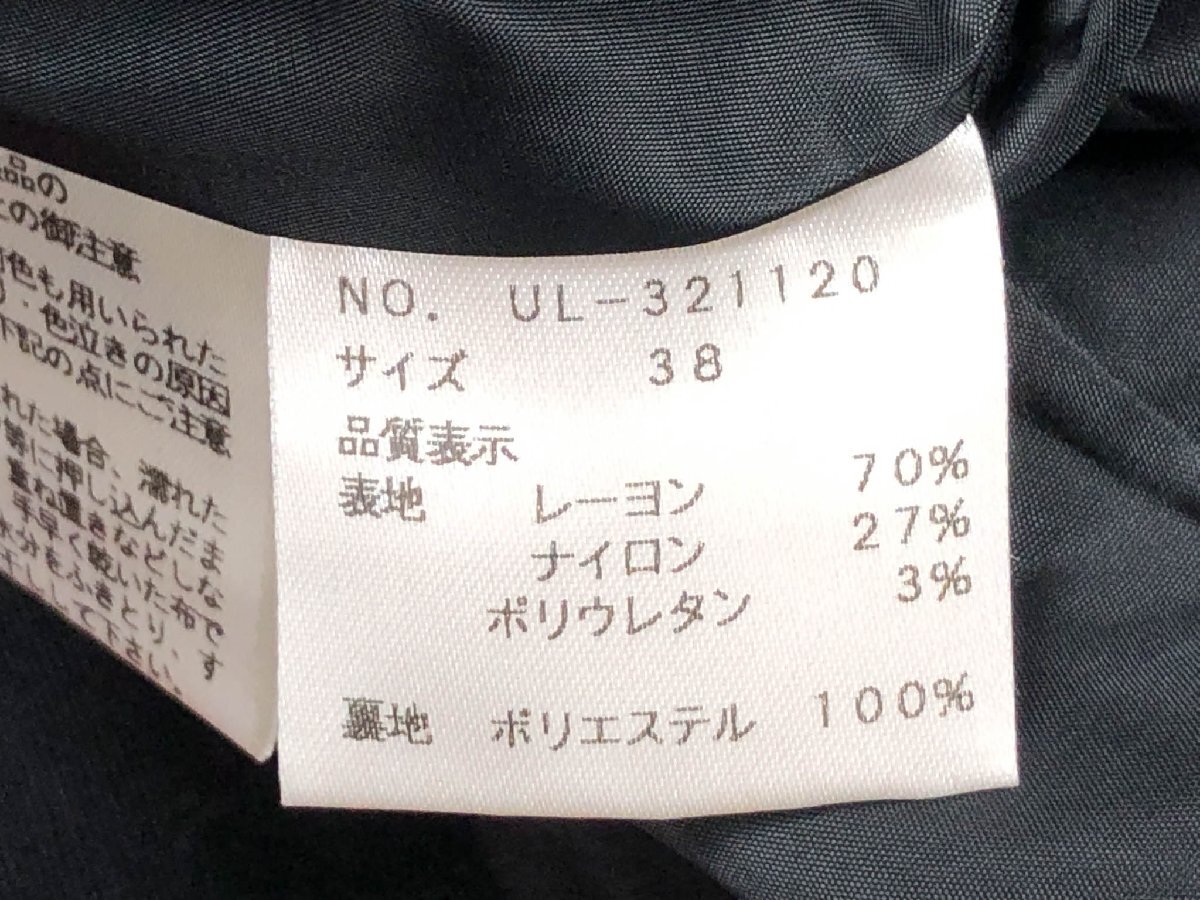 品の
の御注意
色も用いられた
・色泣きの原因
下記の点にご注意
れた場合、濡れた
等に押し込んだま
重ね置きなどしな
手早く乾いた布で
水分をふきとり、す
して下さい。
NO. UL-321120
サイズ 38
品質表示
表地 レーヨン 70%
ナイロン 27%
ポリウレタン 3%
裏地 ポリエステル 100%